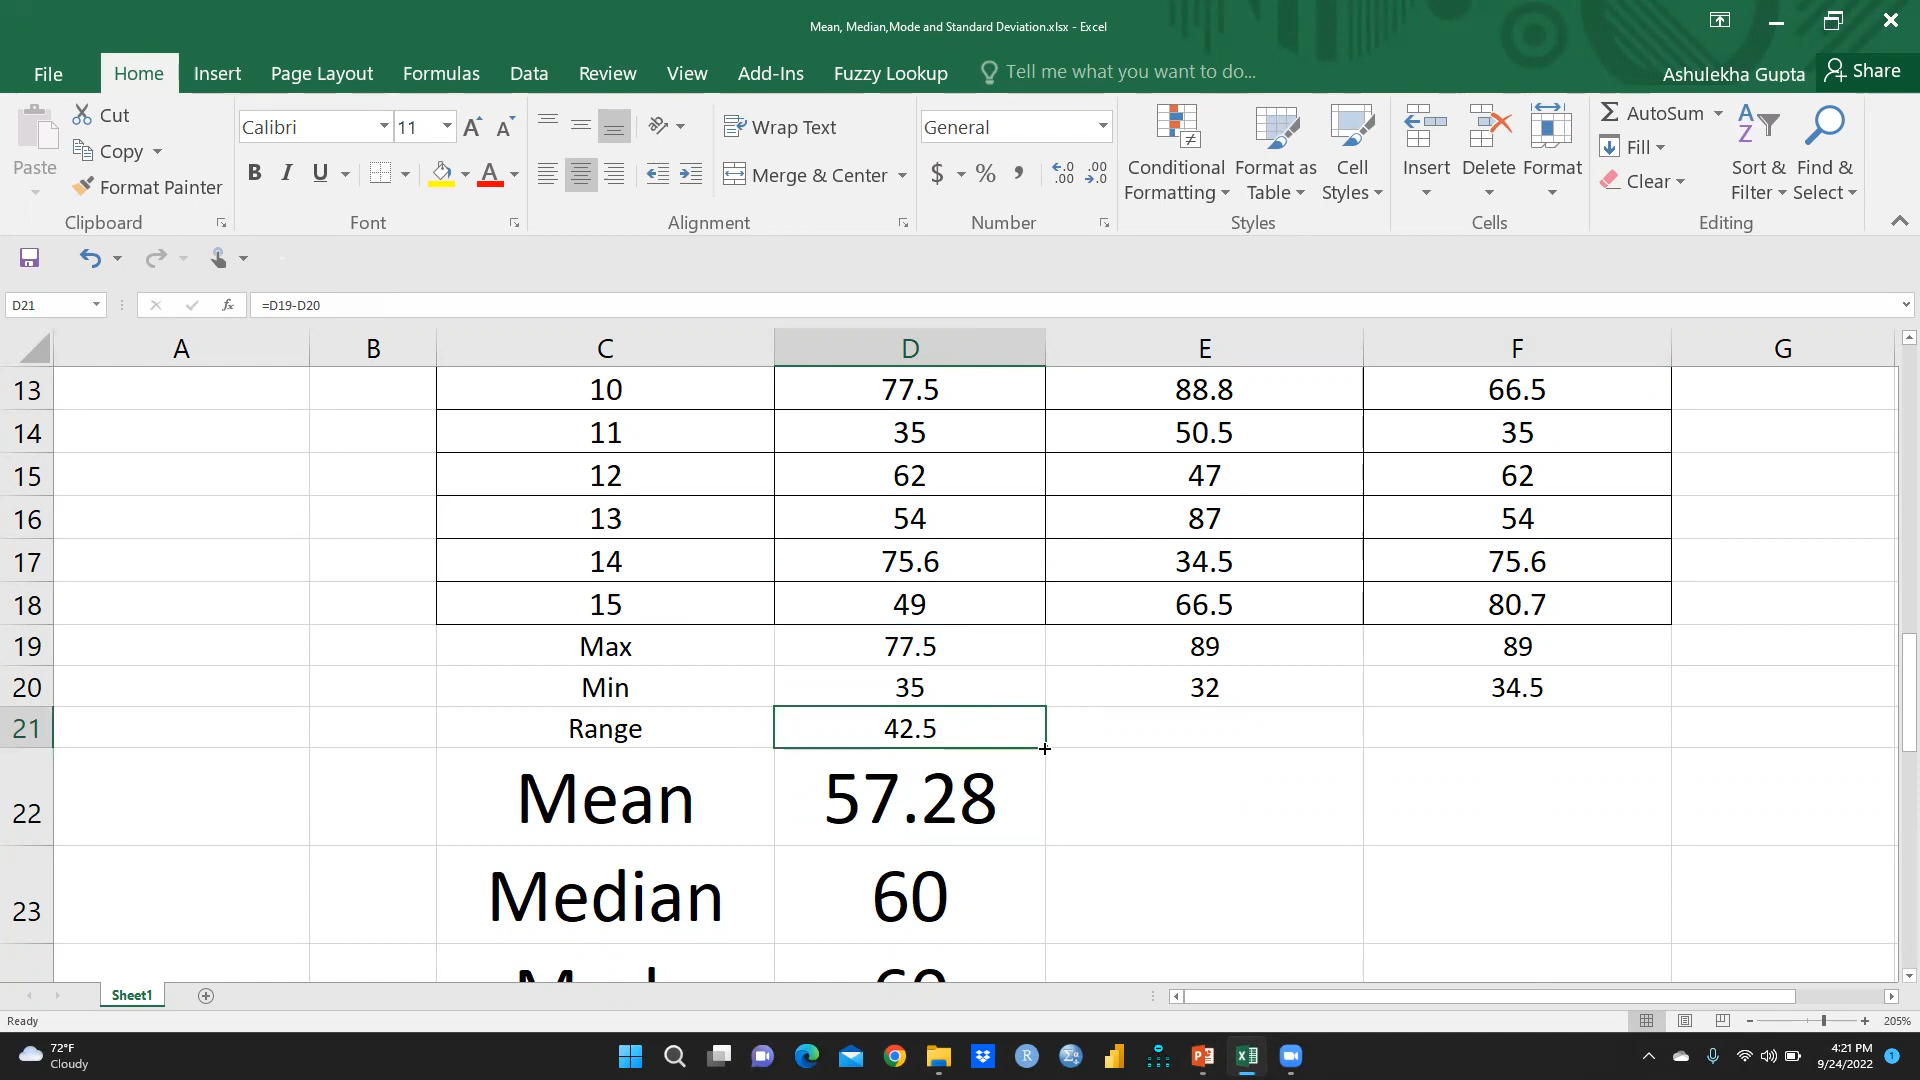 Mean, Median,Mode and Standard Deviation.xlsx - Excel
File Home Insert Page Layout Formulas Data Review View Add-Ins Fuzzy Lookup Tell me what you want to do... Ashulekha Gupta Share
Paste
Cut
Copy
Format Painter
Clipboard
Calibri 11 A A
B I U A
Font
Wrap Text
Merge & Center
Alignment
General
$ % , ←.0 .00 .00 →.0
Number
Conditional Formatting
Format as Table
Cell Styles
Styles
Insert Delete Format
Cells
AutoSum
Fill
Clear
A Z
Sort & Filter
Find & Select
Editing
D21 fx =D19-D20
A B C D E F G
13 10 77.5 88.8 66.5
14 11 35 50.5 35
15 12 62 47 62
16 13 54 87 54
17 14 75.6 34.5 75.6
18 15 49 66.5 80.7
19 Max 77.5 89 89
20 Min 35 32 34.5
21 Range 42.5
22 Mean 57.28
23 Median 60
Sheet1
Ready 205%
72°F
Cloudy
4:21 PM
9/24/2022
1